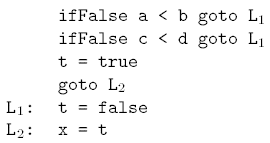 ifFalse a < b goto L₁
ifFalse c < d goto L₁
t = true
goto L₂
L₁: t = false
L₂: x = t